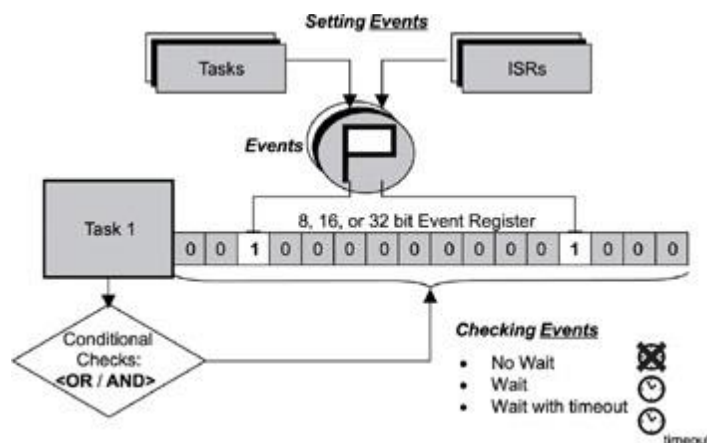 Setting Events
Tasks
ISRs
Events
Task 1
8, 16, or 32 bit Event Register
0 0 1 0 0 0 0 0 0 0 0 0 1 0 0 0
Conditional
Checks:
<OR / AND>
Checking Events
• No Wait
• Wait
• Wait with timeout
timeout